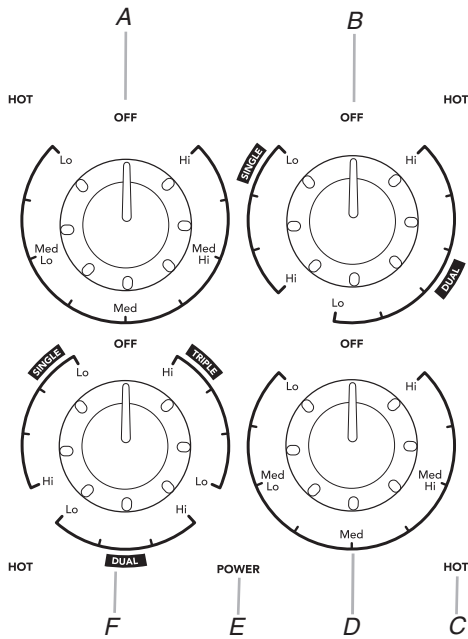 A B
HOT HOT
OFF OFF
SINGLE
Lo Hi Lo Hi
Med Lo Med Hi
Hi DUAL
Lo
Med
OFF OFF
SINGLE TRIPLE
Lo Hi Lo Hi
Hi Lo Med Lo Med Hi
Lo Hi
Med
DUAL
HOT POWER HOT
F E D C